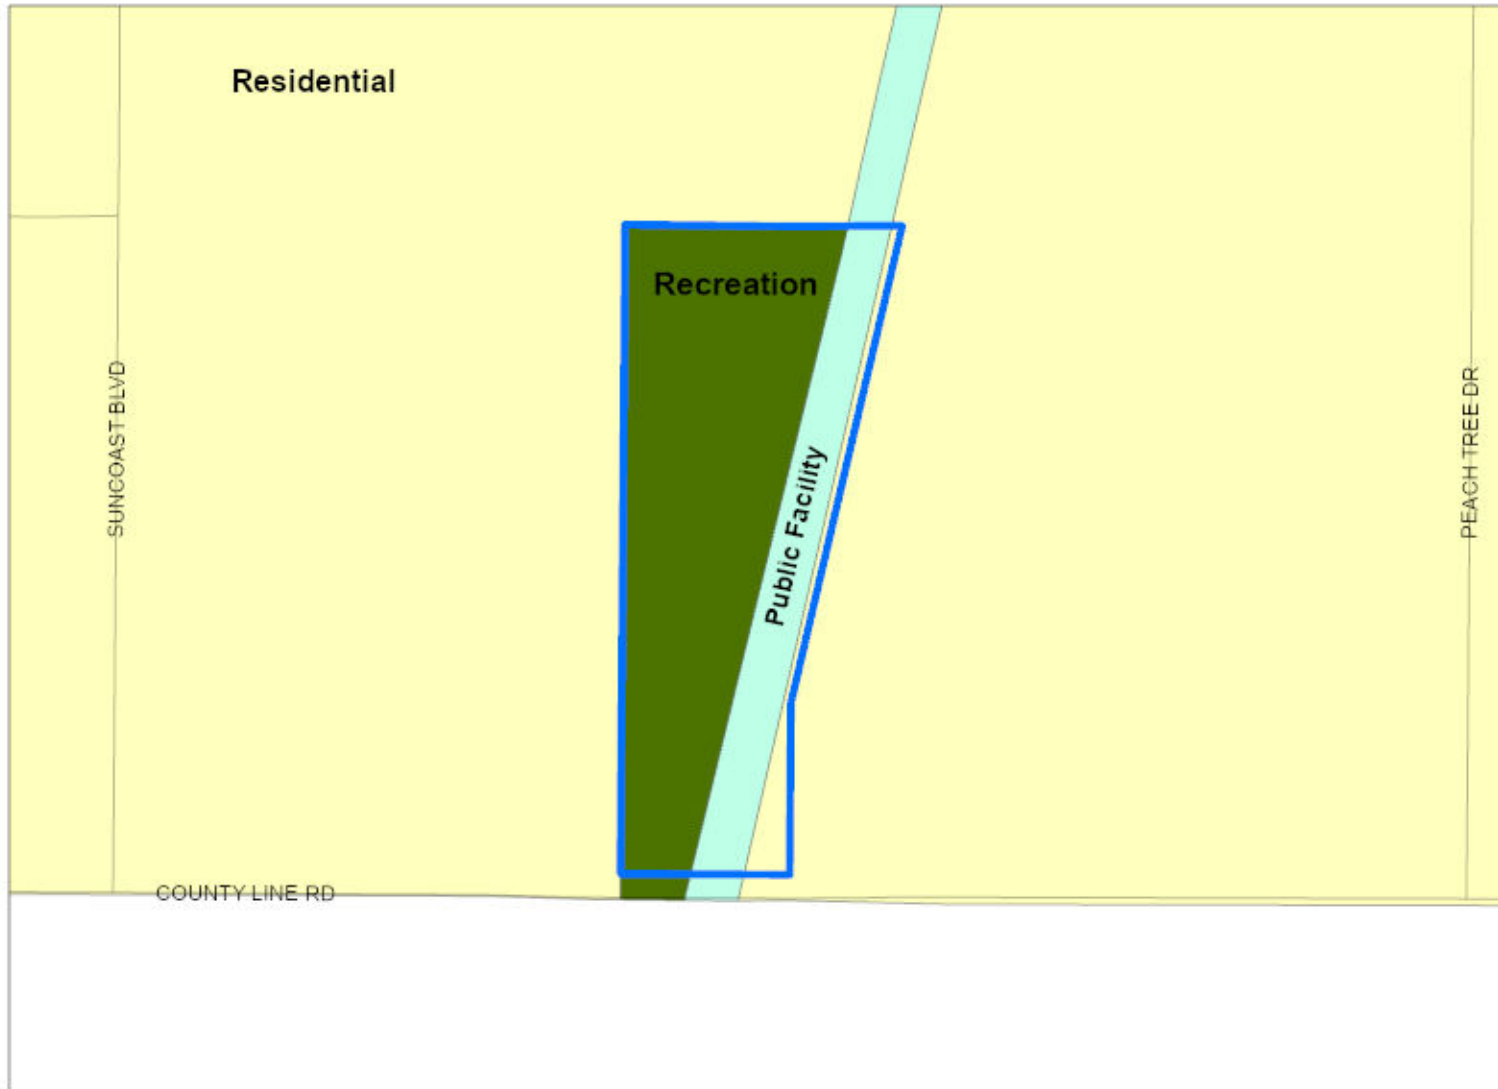 Residential
Recreation
SUNCOAST BLVD
PEACH TREE DR
Public Facility
COUNTY LINE RD